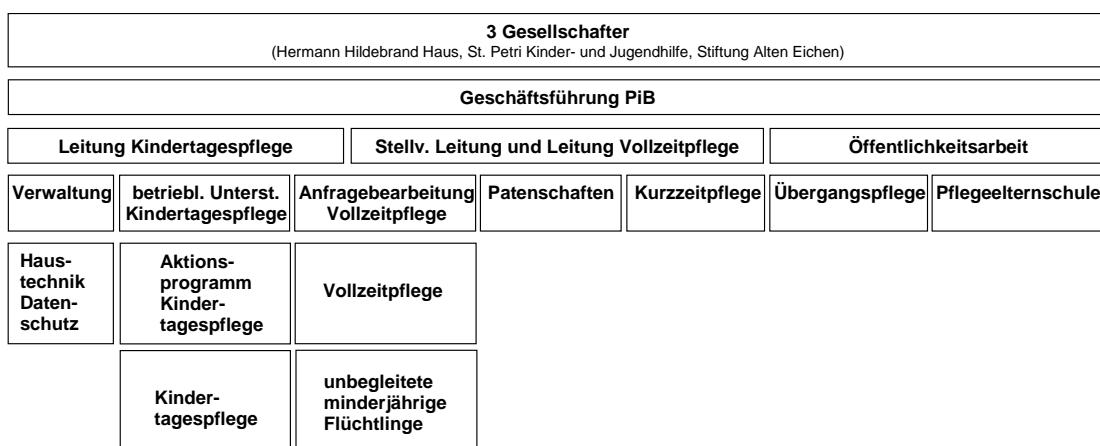 3 Gesellschafter
(Hermann Hildebrand Haus, St. Petri Kinder- und Jugendhilfe, Stiftung Alten Eichen)
Geschäftsführung PiB
Leitung Kindertagespflege
Stellv. Leitung und Leitung Vollzeitpflege
Öffentlichkeitsarbeit
Verwaltung
betriebl. Unterst.
Kindertagespflege
Anfragebearbeitung
Vollzeitpflege
Patenschaften
Kurzzeitpflege
Übergangspflege
Pflegeelternschule
Haus-
technik
Daten-
schutz
Aktions-
programm
Kinder-
tagespflege
Vollzeitpflege
Kinder-
tagespflege
unbegleitete
minderjährige
Flüchtlinge